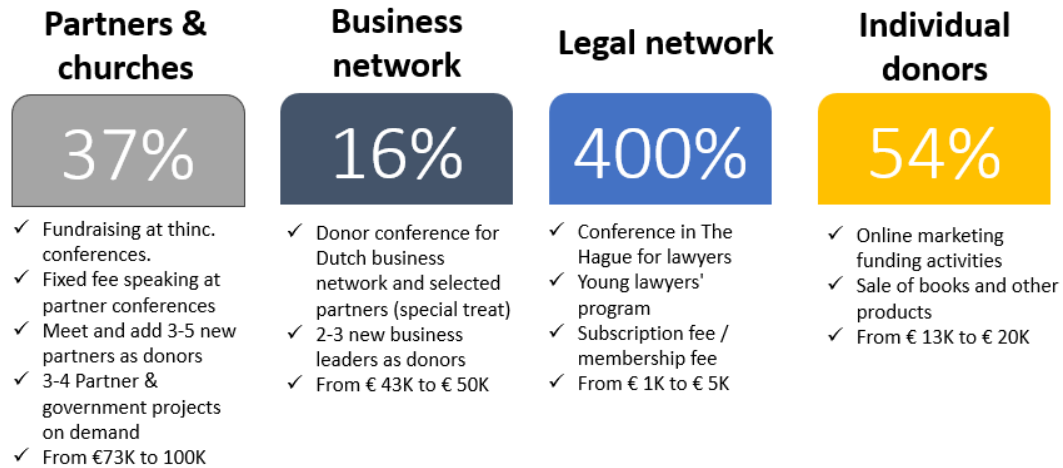 Partners &
churches
37%
✓ Fundraising at thinc.
conferences.
✓ Fixed fee speaking at
partner conferences
✓ Meet and add 3-5 new
partners as donors
✓ 3-4 Partner &
government projects
on demand
✓ From €73K to 100K
Business
network
16%
✓ Donor conference for
Dutch business
network and selected
partners (special treat)
✓ 2-3 new business
leaders as donors
✓ From € 43K to € 50K
Legal network
400%
✓ Conference in The
Hague for lawyers
✓ Young lawyers'
program
✓ Subscription fee /
membership fee
✓ From € 1K to € 5K
Individual
donors
54%
✓ Online marketing
funding activities
✓ Sale of books and other
products
✓ From € 13K to € 20K